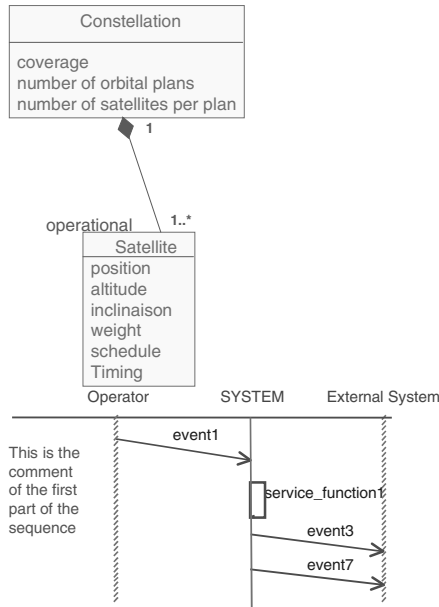 Constellation
coverage
number of orbital plans
number of satellites per plan
1
operational
1..*
Satellite
position
altitude
inclinaison
weight
schedule
Timing
Operator SYSTEM External System
event1
This is the
comment
of the first
part of the
sequence
service_function1
event3
event7